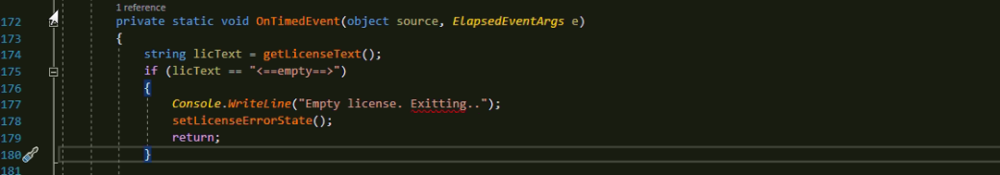 1 reference
172 private static void OnTimedEvent(object source, ElapsedEventArgs e)
173 {
174 string licText = getLicenseText();
175 if (licText == "<==empty==>")
176 {
177 Console.WriteLine("Empty license. Exitting..");
178 setLicenseErrorState();
179 return;
180 }
181